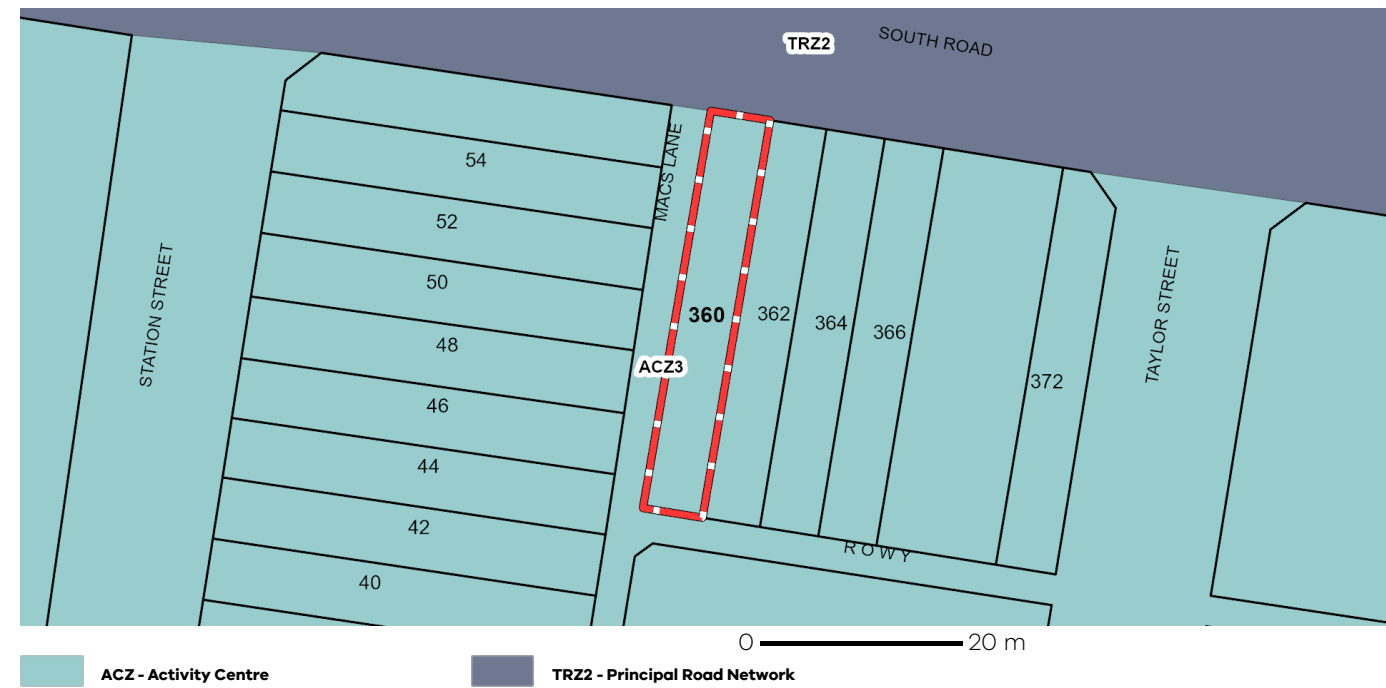 SOUTH ROAD
TRZ2
MACS LANE
54
52
50
STATION STREET
48
46
44
42
40
360
ACZ3
362
364
366
372
TAYLOR STREET
ROWY
0 20 m
ACZ - Activity Centre
TRZ2 - Principal Road Network